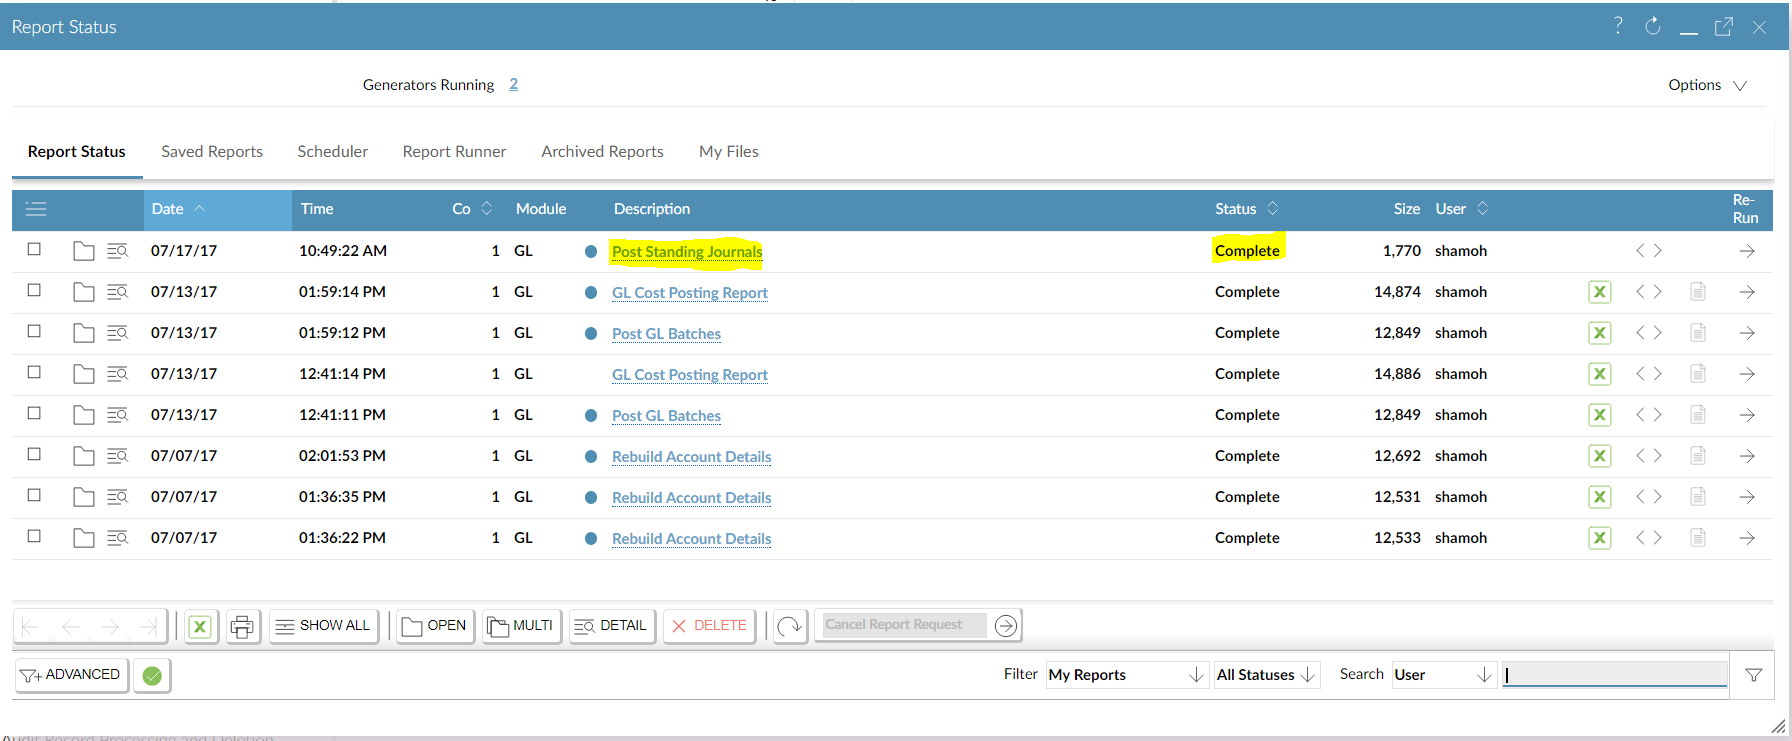 Report Status
?
Generators Running 2
Options
Report Status Saved Reports Scheduler Report Runner Archived Reports My Files
Date Time Co Module Description Status Size User Re-Run
07/17/17 10:49:22 AM 1 GL Post Standing Journals Complete 1,770 shamoh
07/13/17 01:59:14 PM 1 GL GL Cost Posting Report Complete 14,874 shamoh
07/13/17 01:59:12 PM 1 GL Post GL Batches Complete 12,849 shamoh
07/13/17 12:41:14 PM 1 GL GL Cost Posting Report Complete 14,886 shamoh
07/13/17 12:41:11 PM 1 GL Post GL Batches Complete 12,849 shamoh
07/07/17 02:01:53 PM 1 GL Rebuild Account Details Complete 12,692 shamoh
07/07/17 01:36:35 PM 1 GL Rebuild Account Details Complete 12,531 shamoh
07/07/17 01:36:22 PM 1 GL Rebuild Account Details Complete 12,533 shamoh
SHOW ALL OPEN MULTI DETAIL DELETE Cancel Report Request
ADVANCED Filter My Reports All Statuses Search User
Audit Record Processing and Deletion